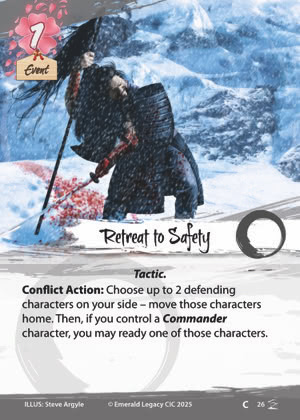 1
Event
Retreat to Safety
Tactic.
Conflict Action: Choose up to 2 defending
characters on your side – move those characters
home. Then, if you control a Commander
character, you may ready one of those characters.
ILLUS: Steve Argyle
© Emerald Legacy CIC 2025
C 26